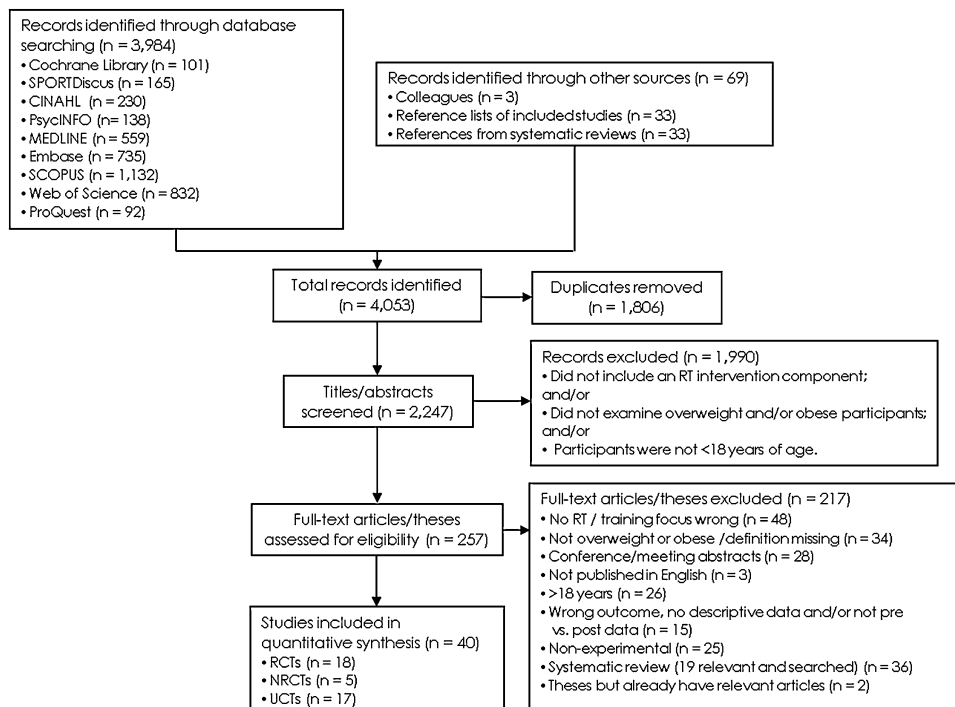 Records identified through database
searching (n = 3,984)
• Cochrane Library (n = 101)
• SPORTDiscus (n = 165)
• CINAHL (n = 230)
• PsycINFO (n= 138)
• MEDLINE (n = 559)
• Embase (n = 735)
• SCOPUS (n = 1,132)
• Web of Science (n = 832)
• ProQuest (n = 92)
Records identified through other sources (n = 69)
• Colleagues (n = 3)
• Reference lists of included studies (n = 33)
• References from systematic reviews (n = 33)
Total records identified
(n = 4,053)
Duplicates removed
(n = 1,806)
Titles/abstracts
screened (n = 2,247)
Records excluded (n = 1,990)
• Did not include an RT intervention component;
and/or
• Did not examine overweight and/or obese participants;
and/or
• Participants were not <18 years of age.
Full-text articles/theses
assessed for eligibility (n = 257)
Full-text articles/theses excluded (n = 217)
• No RT / training focus wrong (n = 48)
• Not overweight or obese /definition missing (n = 34)
• Conference/meeting abstracts (n = 28)
• Not published in English (n = 3)
• >18 years (n = 26)
• Wrong outcome, no descriptive data and/or not pre
vs. post data (n = 15)
• Non-experimental (n = 25)
• Systematic review (19 relevant and searched) (n = 36)
• Theses but already have relevant articles (n = 2)
Studies included in
quantitative synthesis (n = 40)
• RCTs (n = 18)
• NRCTs (n = 5)
• UCTs (n = 17)